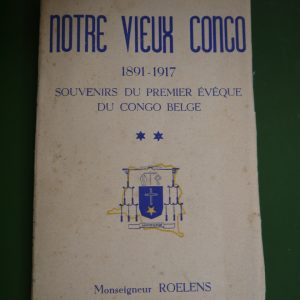 NOTRE VIEUX CONGO
1891-1917
SOUVENIRS DU PREMIER ÉVÊQUE
DU CONGO BELGE
Monseigneur ROELENS